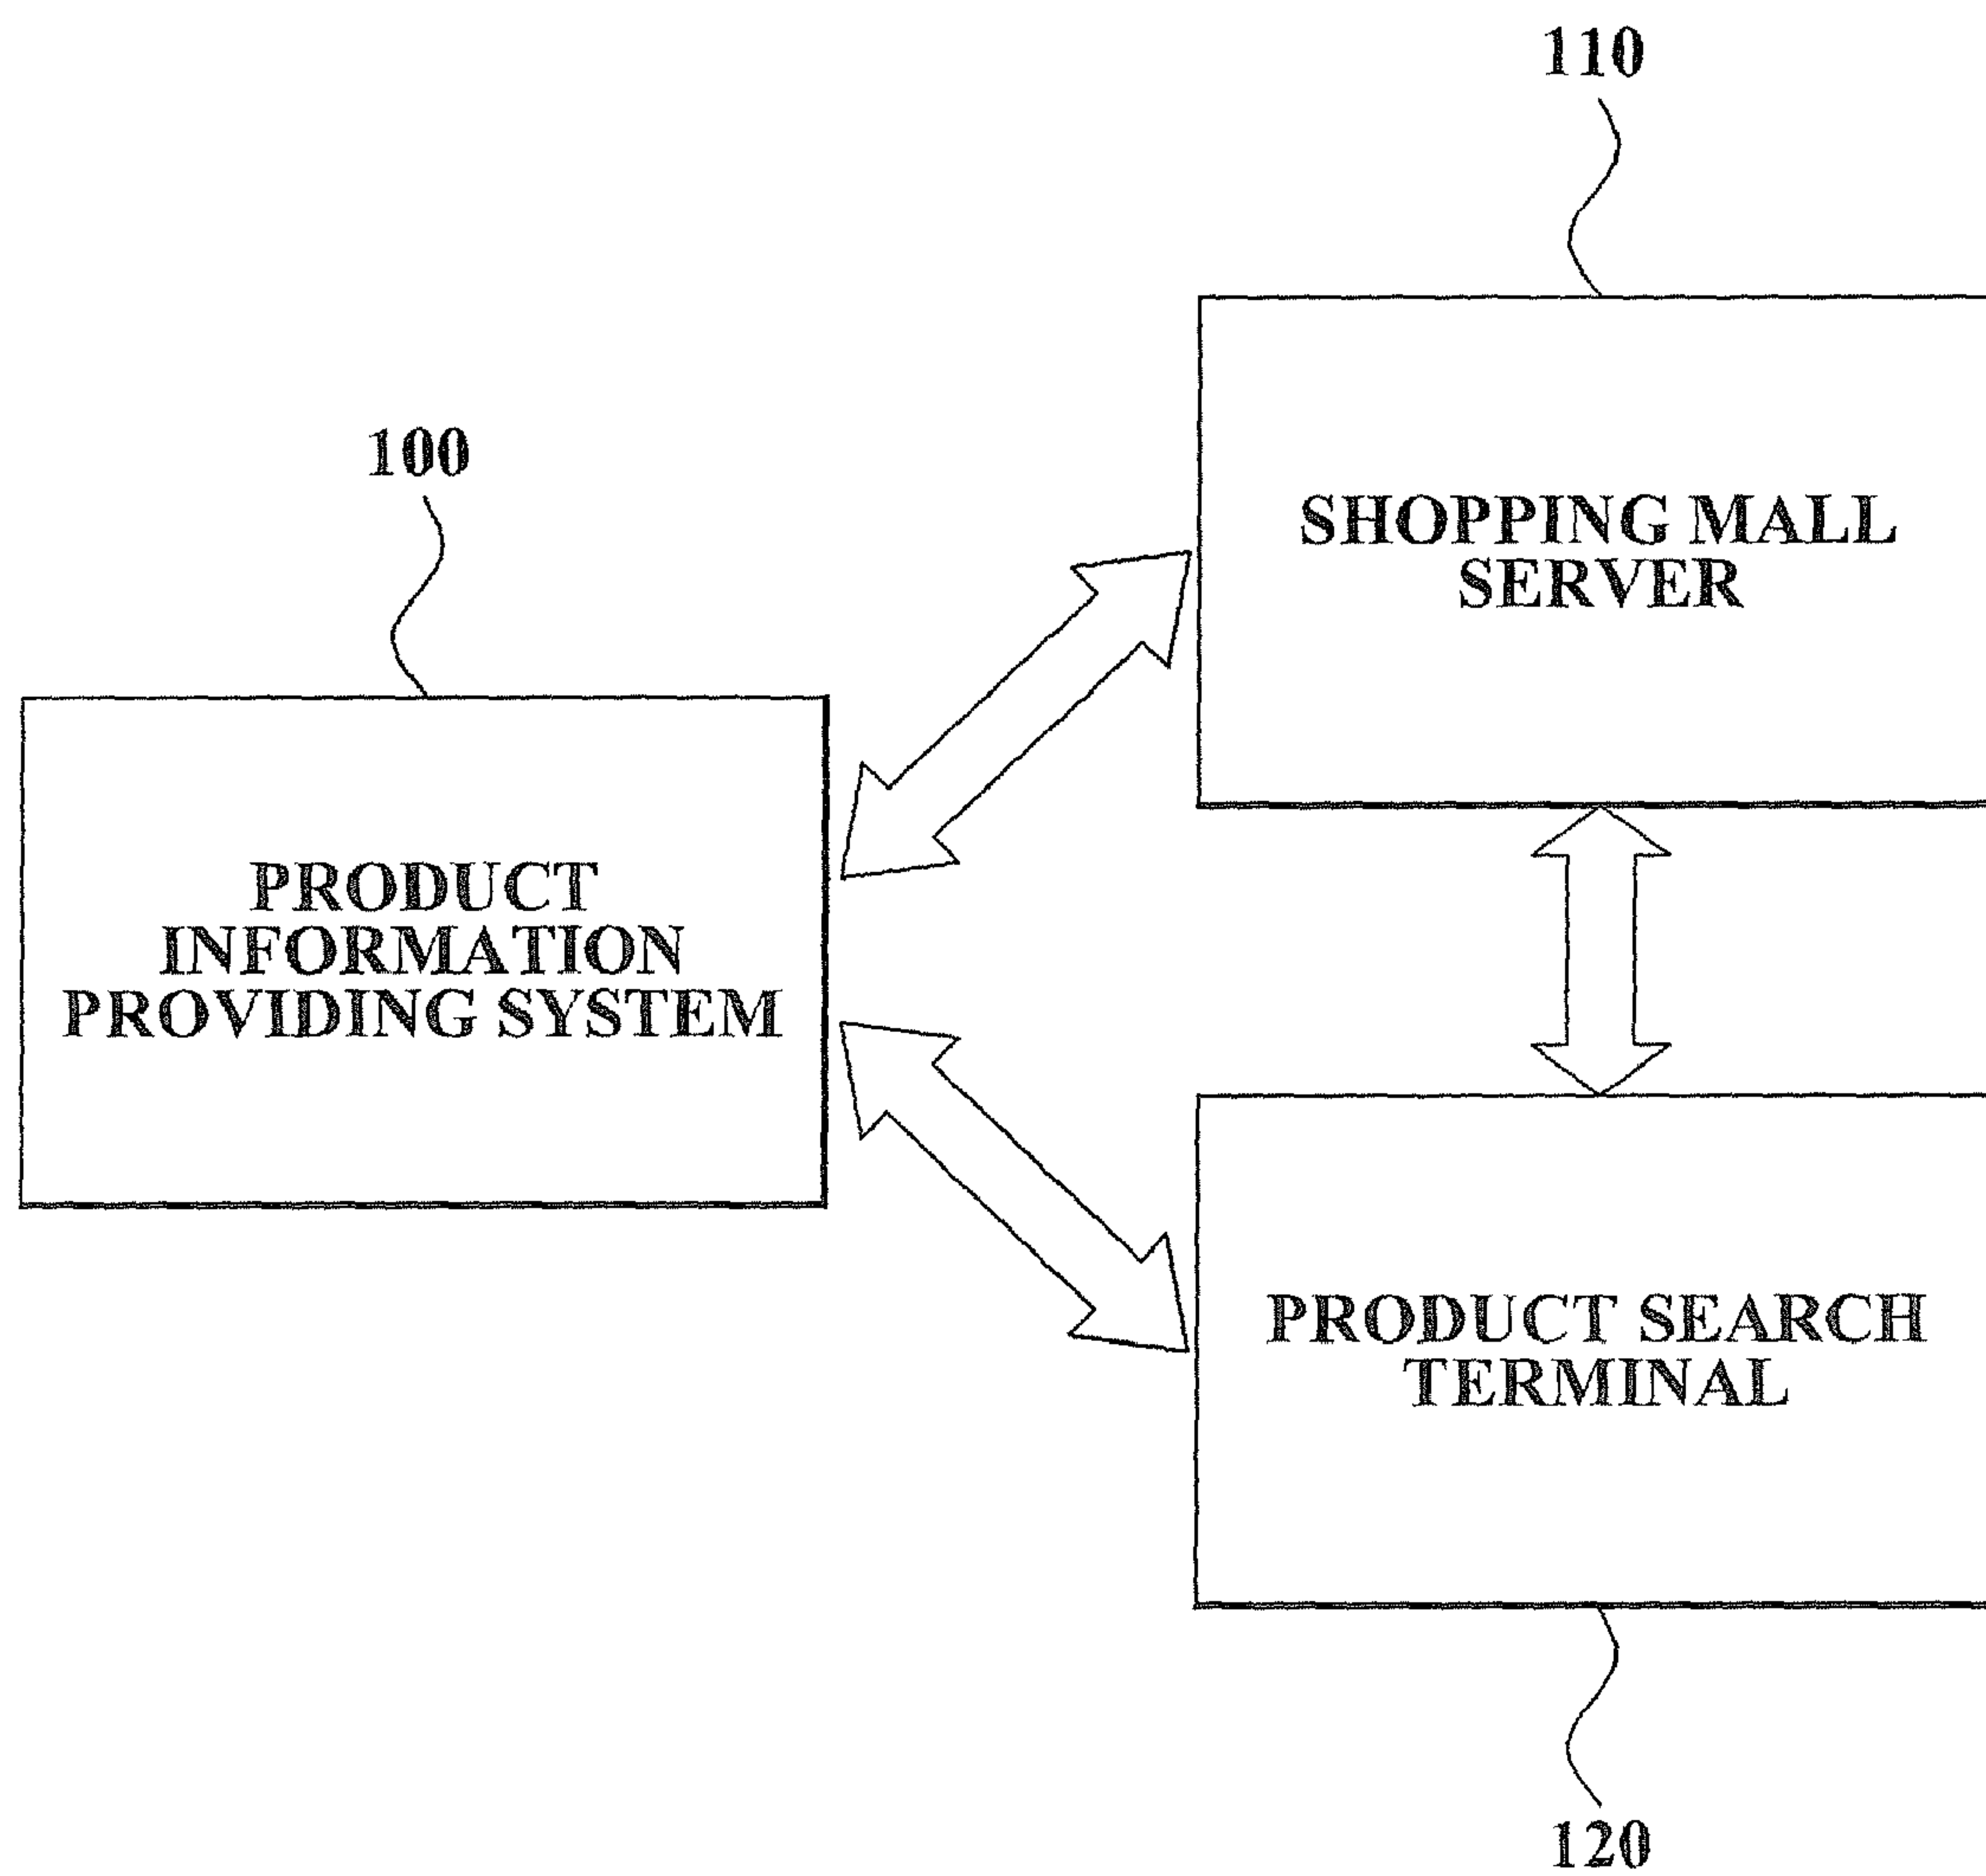 110
SHOPPING MALL
SERVER
100
PRODUCT
INFORMATION
PROVIDING SYSTEM
PRODUCT SEARCH
TERMINAL
120